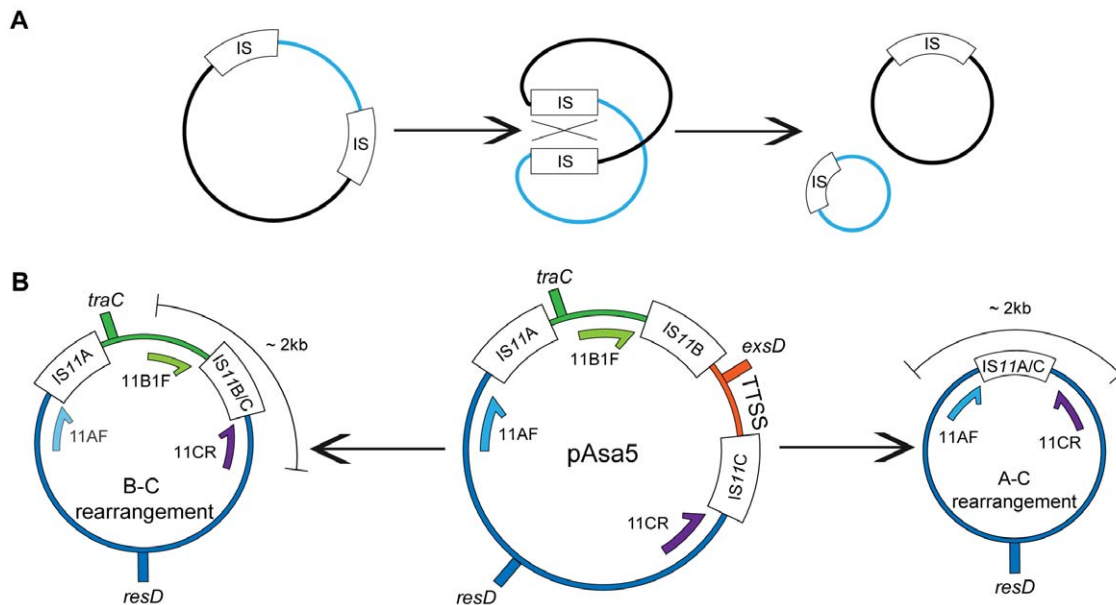 A
IS
IS
IS
IS
IS
IS
B
traC
IS11A
IS11B/C
~ 2kb
11B1F
11AF
11CR
B-C
rearrangement
resD
traC
IS11A
IS11B
exsD
TTSS
11B1F
11AF
pAsa5
IS11C
11CR
resD
~ 2kb
IS11A/C
11AF
11CR
A-C
rearrangement
resD